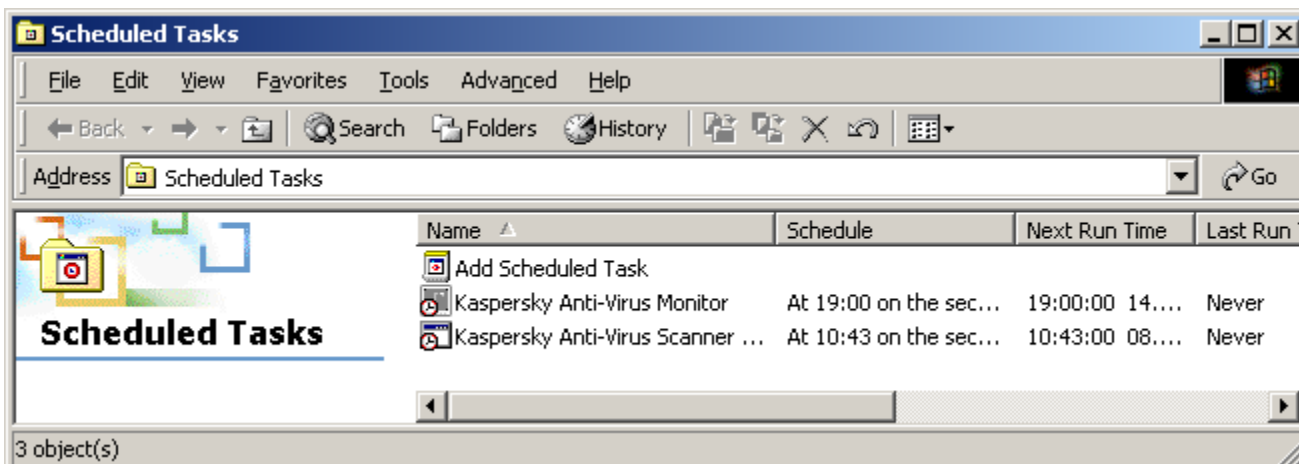 Scheduled Tasks
File Edit View Favorites Tools Advanced Help
Back Search Folders History
Address Scheduled Tasks Go
Name Schedule Next Run Time Last Run
Add Scheduled Task
Kaspersky Anti-Virus Monitor At 19:00 on the sec... 19:00:00 14.... Never
Scheduled Tasks
Kaspersky Anti-Virus Scanner ... At 10:43 on the sec... 10:43:00 08.... Never
3 object(s)